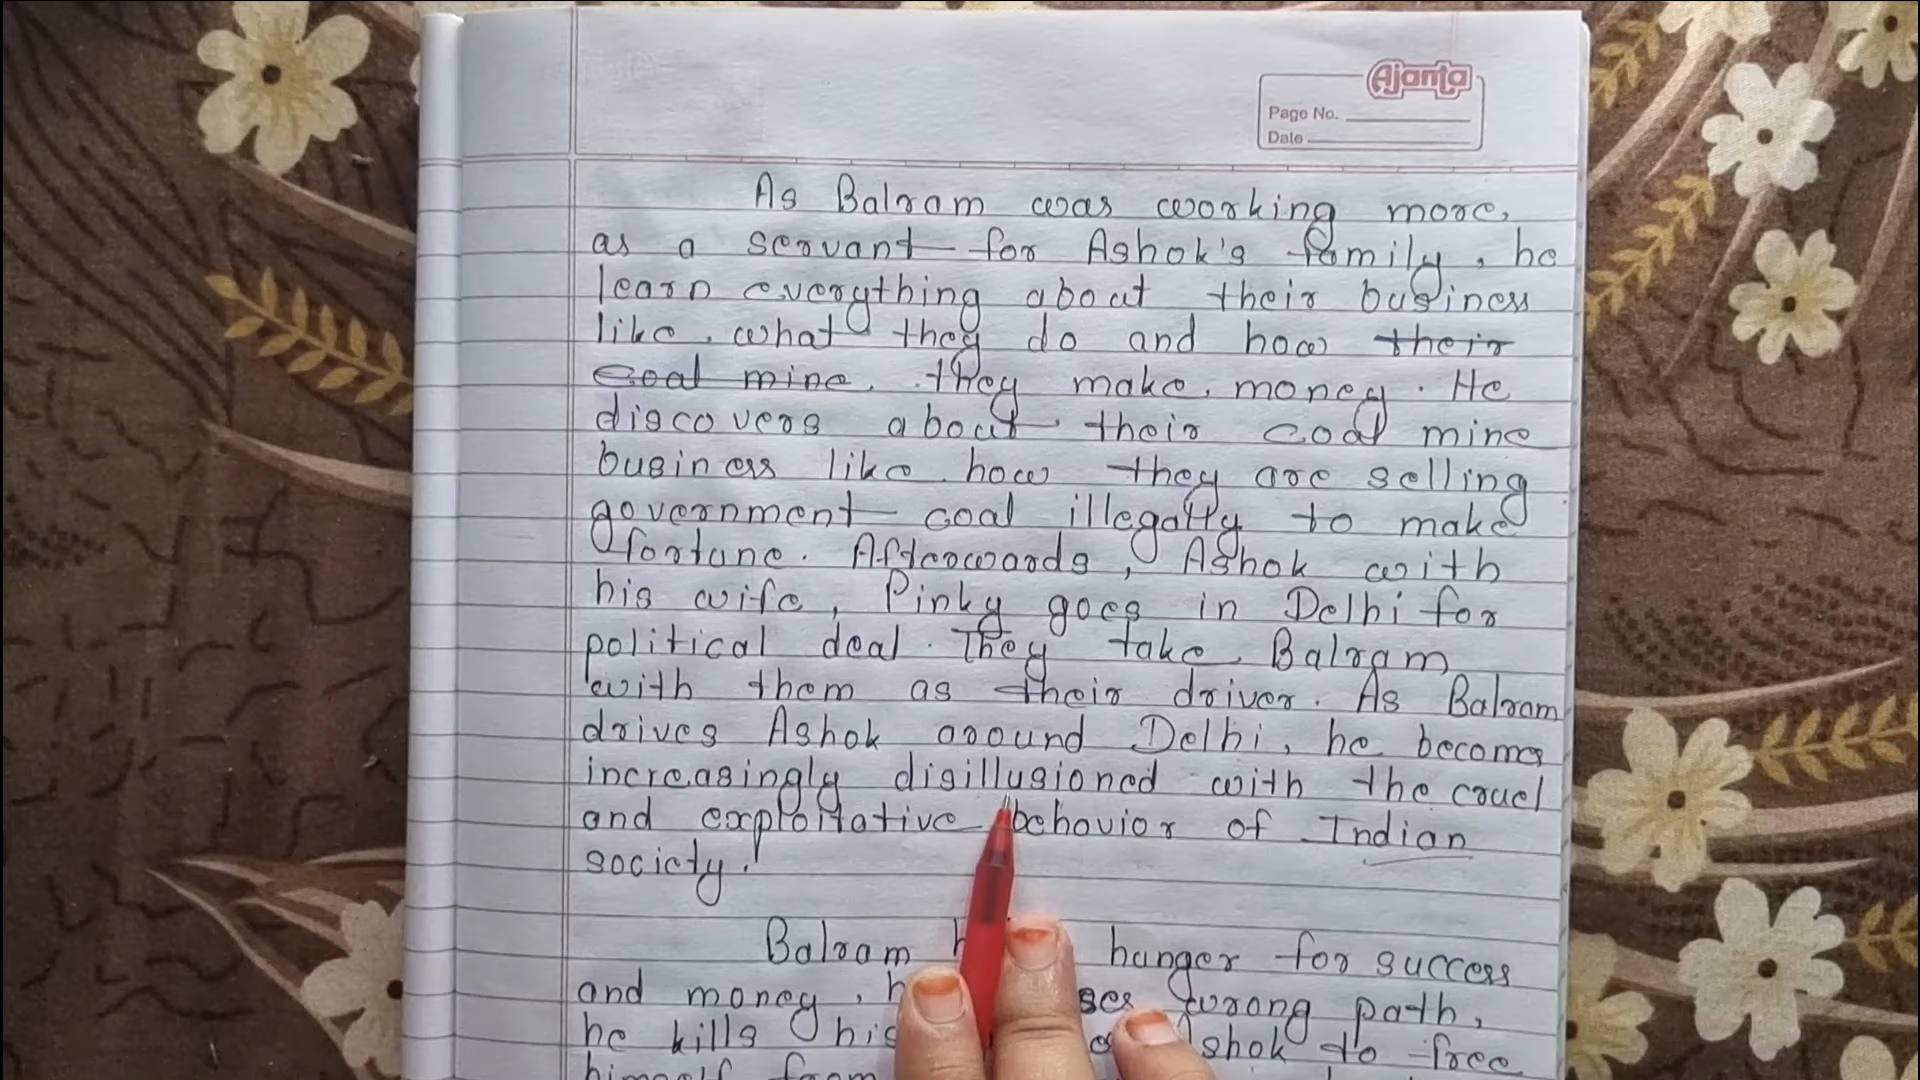 Ajanta
Page No.
Date
As Balram was working more,
as a servant for Ashok's family, he
learn everything about their business
like what they do and how their
coal mine they make money. He
discovers about their coal mine
business like how they are selling
government coal illegally to make
fortune. Afterwards, Ashok with
his wife, Pinky goes in Delhi for
political deal. They take Balram
with them as their driver. As Balram
drives Ashok around Delhi, he becomes
increasingly disillusioned with the cruel
and exploitative behavior of Indian
society.
Balram hunger for success
and money, wrong path,
he kills his Ashok to free
himself from